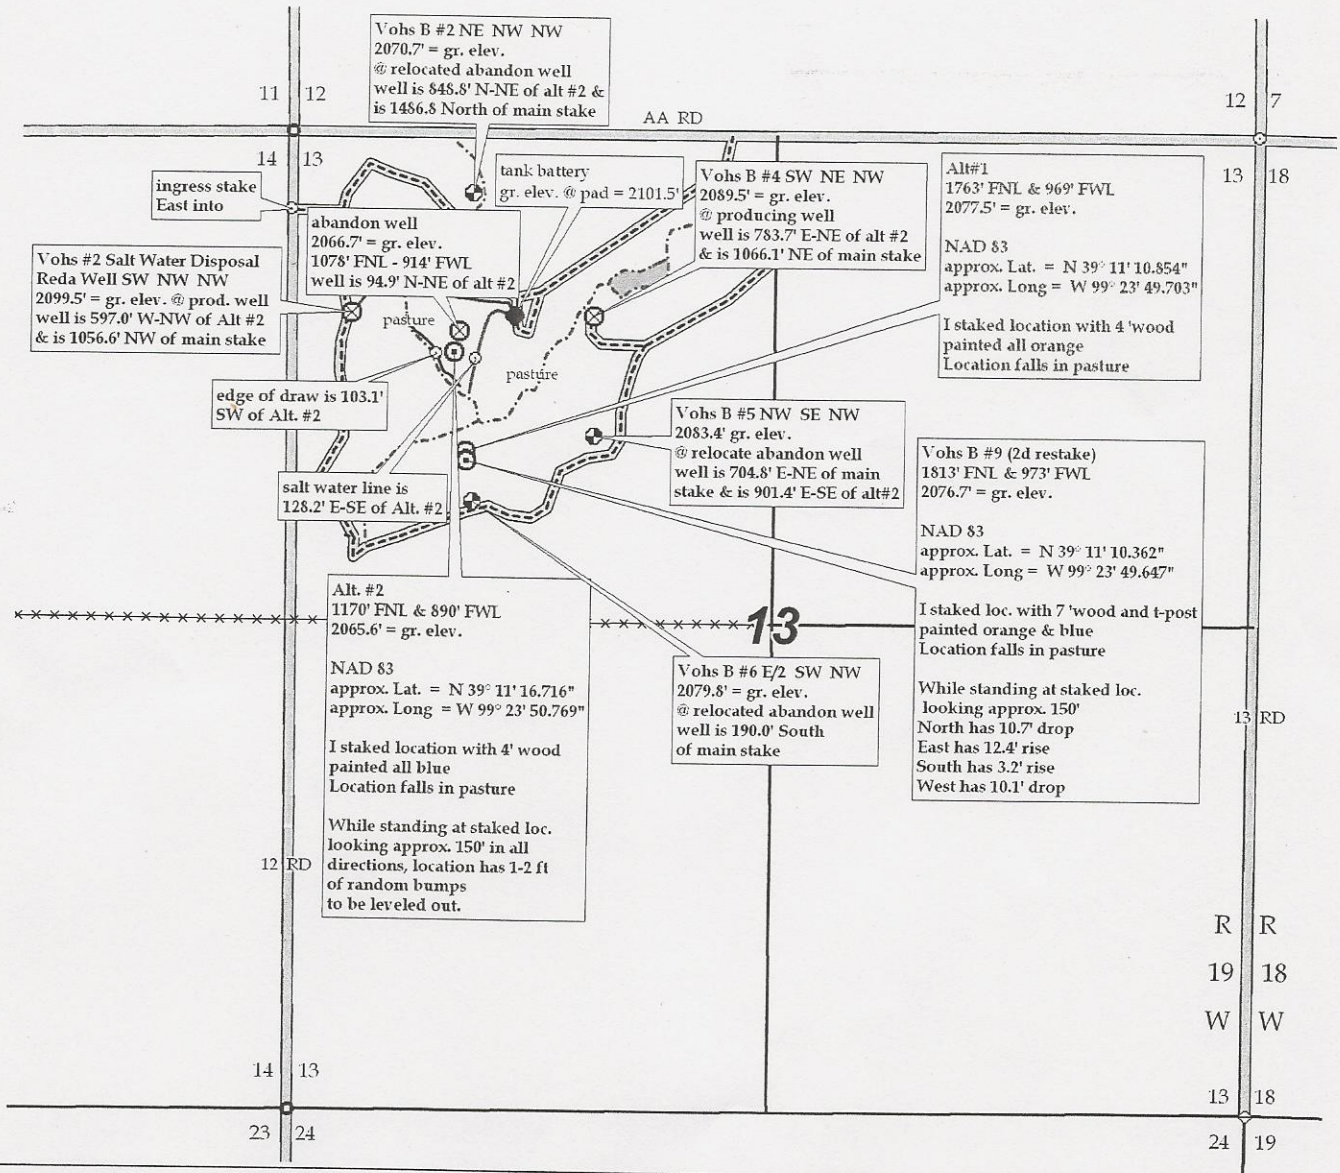 Vohs B #2 NE NW NW
2070.7' = gr. elev.
@ relocated abandon well
well is 848.8' N-NE of alt #2 &
is 1486.8 North of main stake
11 12
12 7
AA RD
14 13
13 18
ingress stake
East into
tank battery
gr. elev. @ pad = 2101.5'
Vohs B #4 SW NE NW
2089.5' = gr. elev.
@ producing well
well is 783.7' E-NE of alt #2
& is 1066.1' NE of main stake
Alt#1
1763' FNL & 969' FWL
2077.5' = gr. elev.
NAD 83
approx. Lat. = N 39° 11' 10.854"
approx. Long = W 99° 23' 49.703"
I staked location with 4 'wood
painted all orange
Location falls in pasture
abandon well
2066.7' = gr. elev.
1078' FNL - 914' FWL
well is 94.9' N-NE of alt #2
Vohs #2 Salt Water Disposal
Reda Well SW NW NW
2099.5' = gr. elev. @ prod. well
well is 597.0' W-NW of Alt #2
& is 1056.6' NW of main stake
pasture
pasture
edge of draw is 103.1'
SW of Alt. #2
Vohs B #5 NW SE NW
2083.4' gr. elev.
@ relocate abandon well
well is 704.8' E-NE of main
stake & is 901.4' E-SE of alt#2
salt water line is
128.2' E-SE of Alt. #2
Vohs B #9 (2d restake)
1813' FNL & 973' FWL
2076.7' = gr. elev.
NAD 83
approx. Lat. = N 39° 11' 10.362"
approx. Long = W 99° 23' 49.647"
I staked loc. with 7 'wood and t-post
painted orange & blue
Location falls in pasture
While standing at staked loc.
looking approx. 150'
North has 10.7' drop
East has 12.4' rise
South has 3.2' rise
West has 10.1' drop
Alt. #2
1170' FNL & 890' FWL
2065.6' = gr. elev.
NAD 83
approx. Lat. = N 39° 11' 16.716"
approx. Long = W 99° 23' 50.769"
I staked location with 4' wood
painted all blue
Location falls in pasture
While standing at staked loc.
looking approx. 150' in all
directions, location has 1-2 ft
of random bumps
to be leveled out.
13
Vohs B #6 E/2 SW NW
2079.8' = gr. elev.
@ relocated abandon well
well is 190.0' South
of main stake
13 RD
12 RD
R R
19 18
W W
14 13
13 18
23 24
24 19